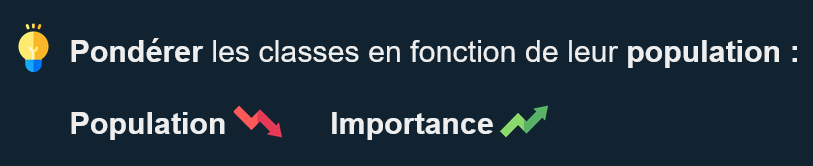 Pondérer les classes en fonction de leur population :
Population Importance